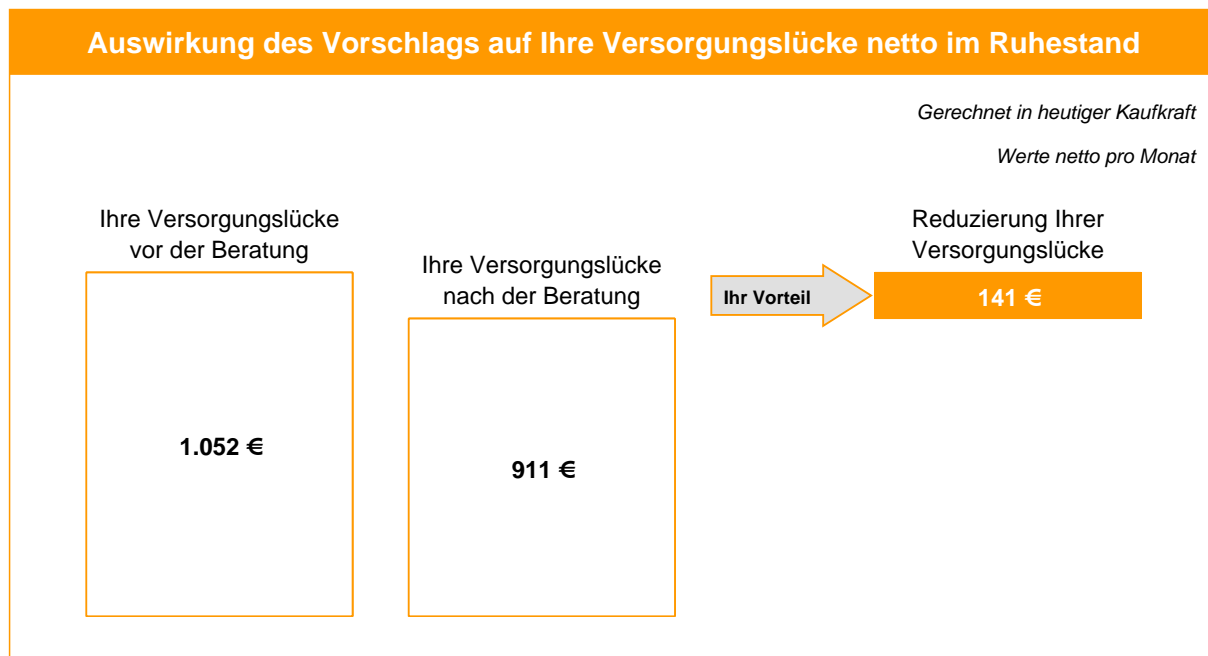 Auswirkung des Vorschlags auf Ihre Versorgungslücke netto im Ruhestand
Gerechnet in heutiger Kaufkraft
Werte netto pro Monat
Ihre Versorgungslücke
vor der Beratung
1.052 €
Ihre Versorgungslücke
nach der Beratung
911 €
Ihr Vorteil
Reduzierung Ihrer
Versorgungslücke
141 €